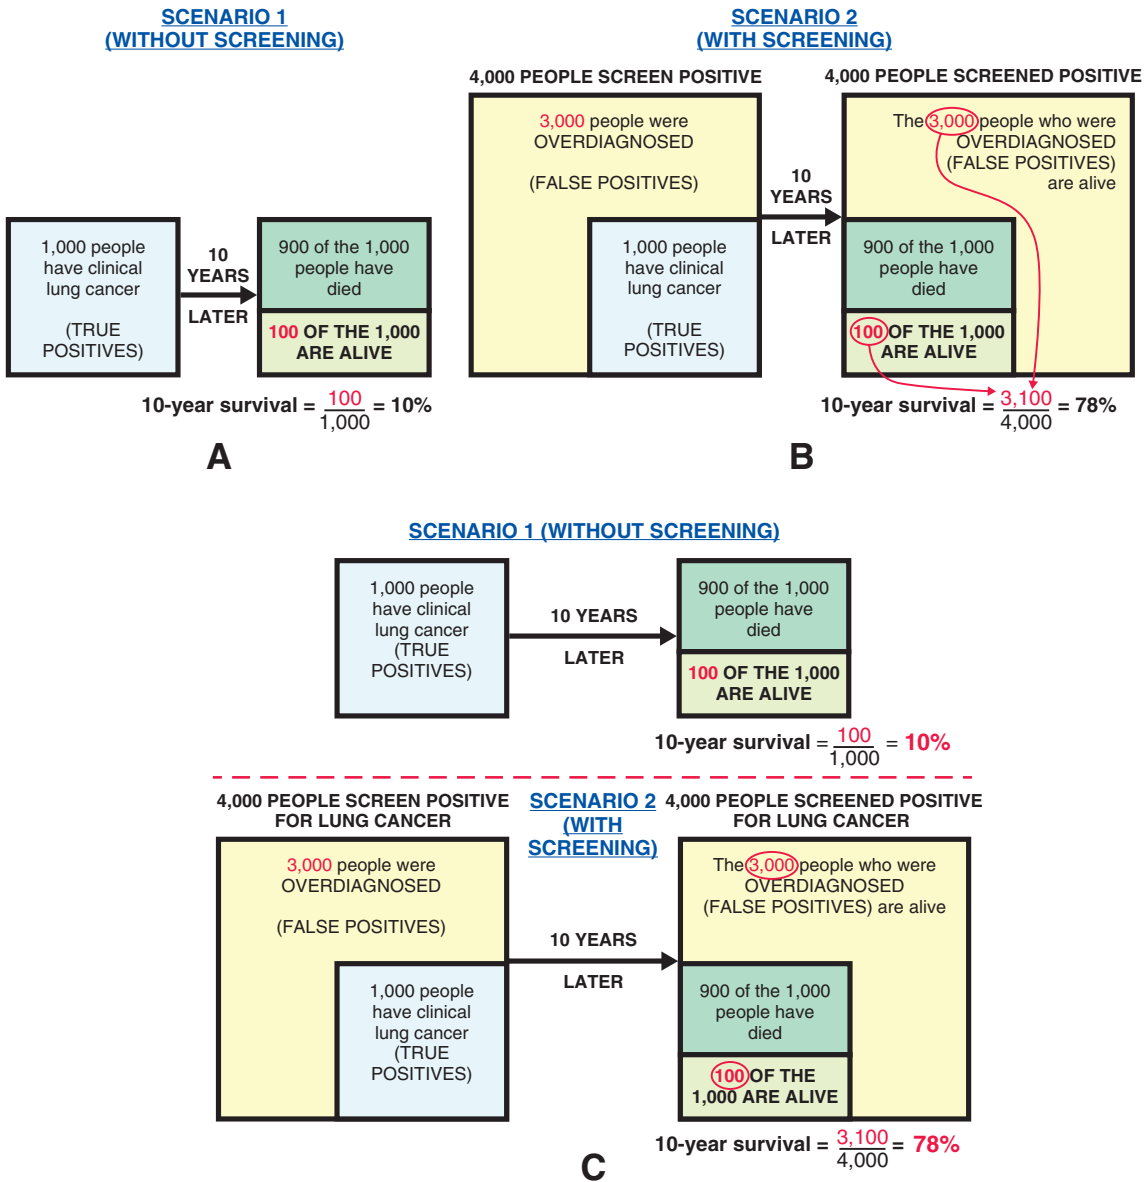 SCENARIO 1
(WITHOUT SCREENING)
1,000 people
have clinical
lung cancer
(TRUE
POSITIVES)
10
YEARS
LATER
900 of the 1,000
people have
died
100 OF THE 1,000
ARE ALIVE
10-year survival = 100 = 10%
1,000
A
SCENARIO 2
(WITH SCREENING)
4,000 PEOPLE SCREEN POSITIVE
3,000 people were
OVERDIAGNOSED
(FALSE POSITIVES)
1,000 people
have clinical
lung cancer
(TRUE
POSITIVES)
10
YEARS
LATER
4,000 PEOPLE SCREENED POSITIVE
The 3,000 people who were
OVERDIAGNOSED
(FALSE POSITIVES)
are alive
900 of the 1,000
people have
died
100 OF THE 1,000
ARE ALIVE
10-year survival = 3,100 = 78%
4,000
B
SCENARIO 1 (WITHOUT SCREENING)
1,000 people
have clinical
lung cancer
(TRUE
POSITIVES)
10 YEARS
LATER
900 of the 1,000
people have
died
100 OF THE 1,000
ARE ALIVE
10-year survival = 100 = 10%
1,000
4,000 PEOPLE SCREEN POSITIVE
FOR LUNG CANCER
SCENARIO 2
(WITH
SCREENING)
4,000 PEOPLE SCREENED POSITIVE
FOR LUNG CANCER
3,000 people were
OVERDIAGNOSED
(FALSE POSITIVES)
1,000 people
have clinical
lung cancer
(TRUE
POSITIVES)
10 YEARS
LATER
The 3,000 people who were
OVERDIAGNOSED
(FALSE POSITIVES) are alive
900 of the 1,000
people have
died
100 OF THE
1,000 ARE ALIVE
10-year survival = 3,100 = 78%
4,000
C